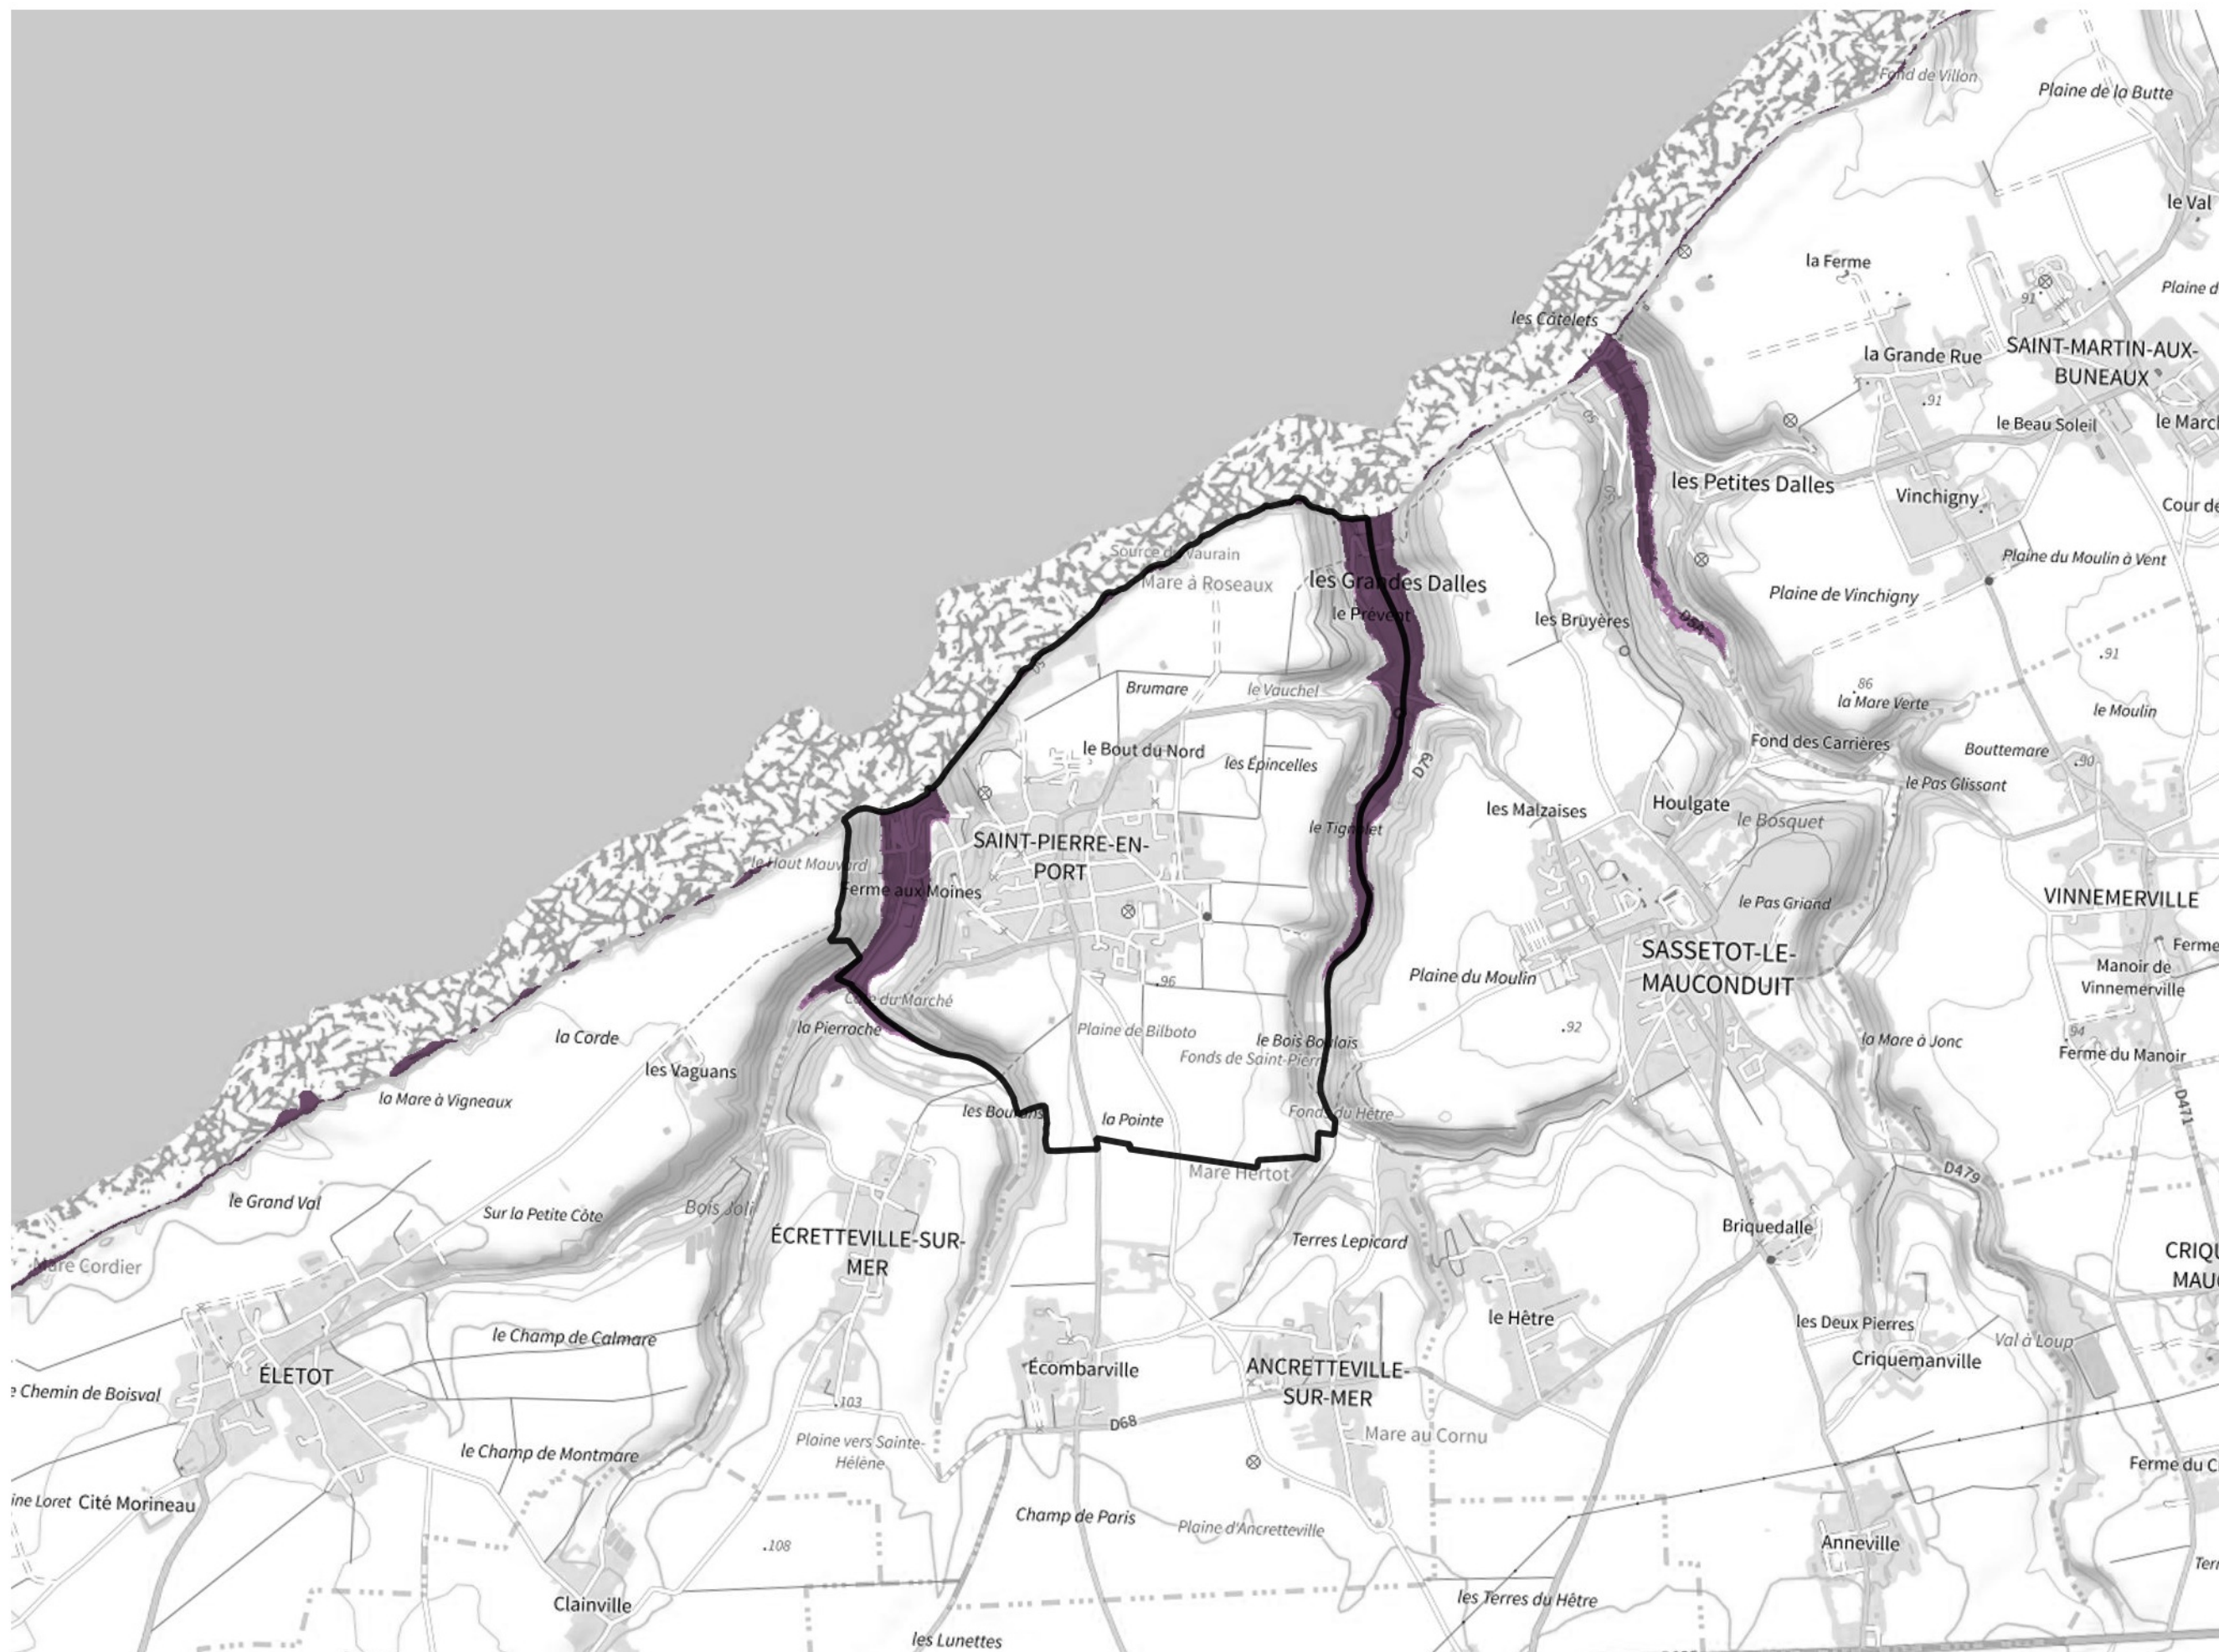 Fond de Villon
Plaine de la Butte
le Val
la Ferme
Plaine d
91
les Câtelets
la Grande Rue
SAINT-MARTIN-AUX-
BUNEAUX
.91
le Beau Soleil
le March
les Petites Dalles
Vinchigny
Cour de
Source du Vaurain
Mare à Roseaux
les Grandes Dalles
le Prévent
Plaine du Moulin à Vent
Plaine de Vinchigny
les Bruyères
.91
Brumare
le Vauchel
.86
la Mare Verte
le Moulin
le Bout du Nord
les Épincelles
D79
Fond des Carrières
Bouttemare
.90
le Pas Glissant
les Malzaises
Houlgate
le Bosquet
le Tignolet
SAINT-PIERRE-EN-
PORT
le Haut Mauvard
Ferme aux Moines
le Pas Griand
VINNEMERVILLE
Ferme
SASSETOT-LE-
MAUCONDUIT
Manoir de
Vinnemerville
Plaine du Moulin
.96
Côte du Marché
la Pierroche
la Corde
Plaine de Bilboto
.92
le Bois Boulais
Fonds de Saint-Pierre
la Mare à Jonc
94
Ferme du Manoir
les Vaguans
la Mare à Vigneaux
D471
la Pointe
Fonds du Hêtre
Mare Hertot
D479
le Grand Val
Bois Joli
Sur la Petite Côte
Briquedalle
ÉCRETTEVILLE-SUR-
MER
Terres Lepicard
CRIQU
MAU
Mare Cordier
le Hêtre
les Deux Pierres
Val à Loup
le Champ de Calmare
Criquemanville
ÉLETOT
Écombarville
ANCRETTEVILLE-
SUR-MER
e Chemin de Boisval
.103
D68
Mare au Cornu
Plaine vers Sainte-
Hélène
le Champ de Montmare
Ferme du C
ine Loret
Cité Morineau
Champ de Paris
Plaine d'Ancretteville
.108
Anneville
Terr
Clainville
les Terres du Hêtre
les Lunettes